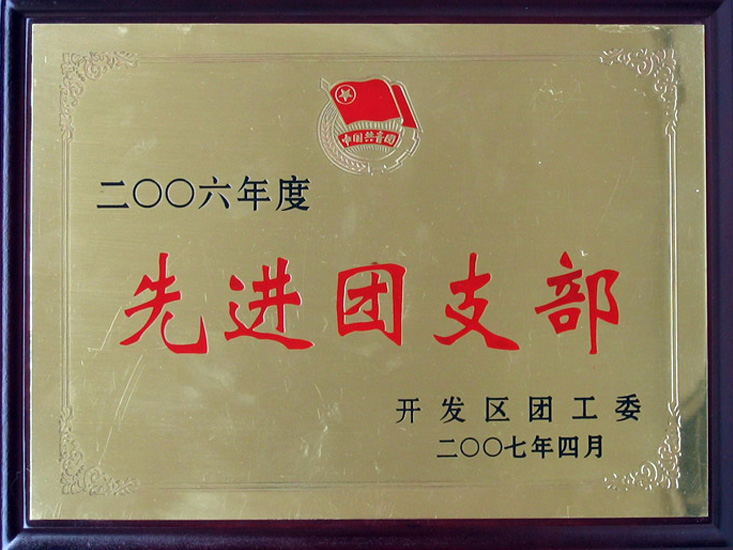 中国共青团
二〇〇六年度
先进团支部
开发区团工委
二〇〇七年四月